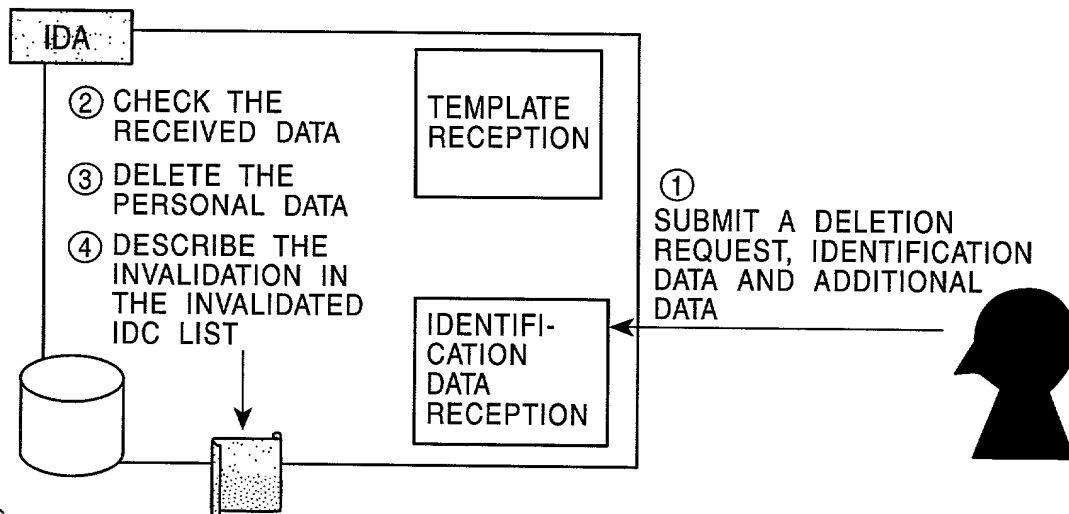 IDA
② CHECK THE
RECEIVED DATA
③ DELETE THE
PERSONAL DATA
④ DESCRIBE THE
INVALIDATION IN
THE INVALIDATED
IDC LIST
TEMPLATE
RECEPTION
IDENTIFI-
CATION
DATA
RECEPTION
①
SUBMIT A DELETION
REQUEST, IDENTIFICATION
DATA AND ADDITIONAL
DATA